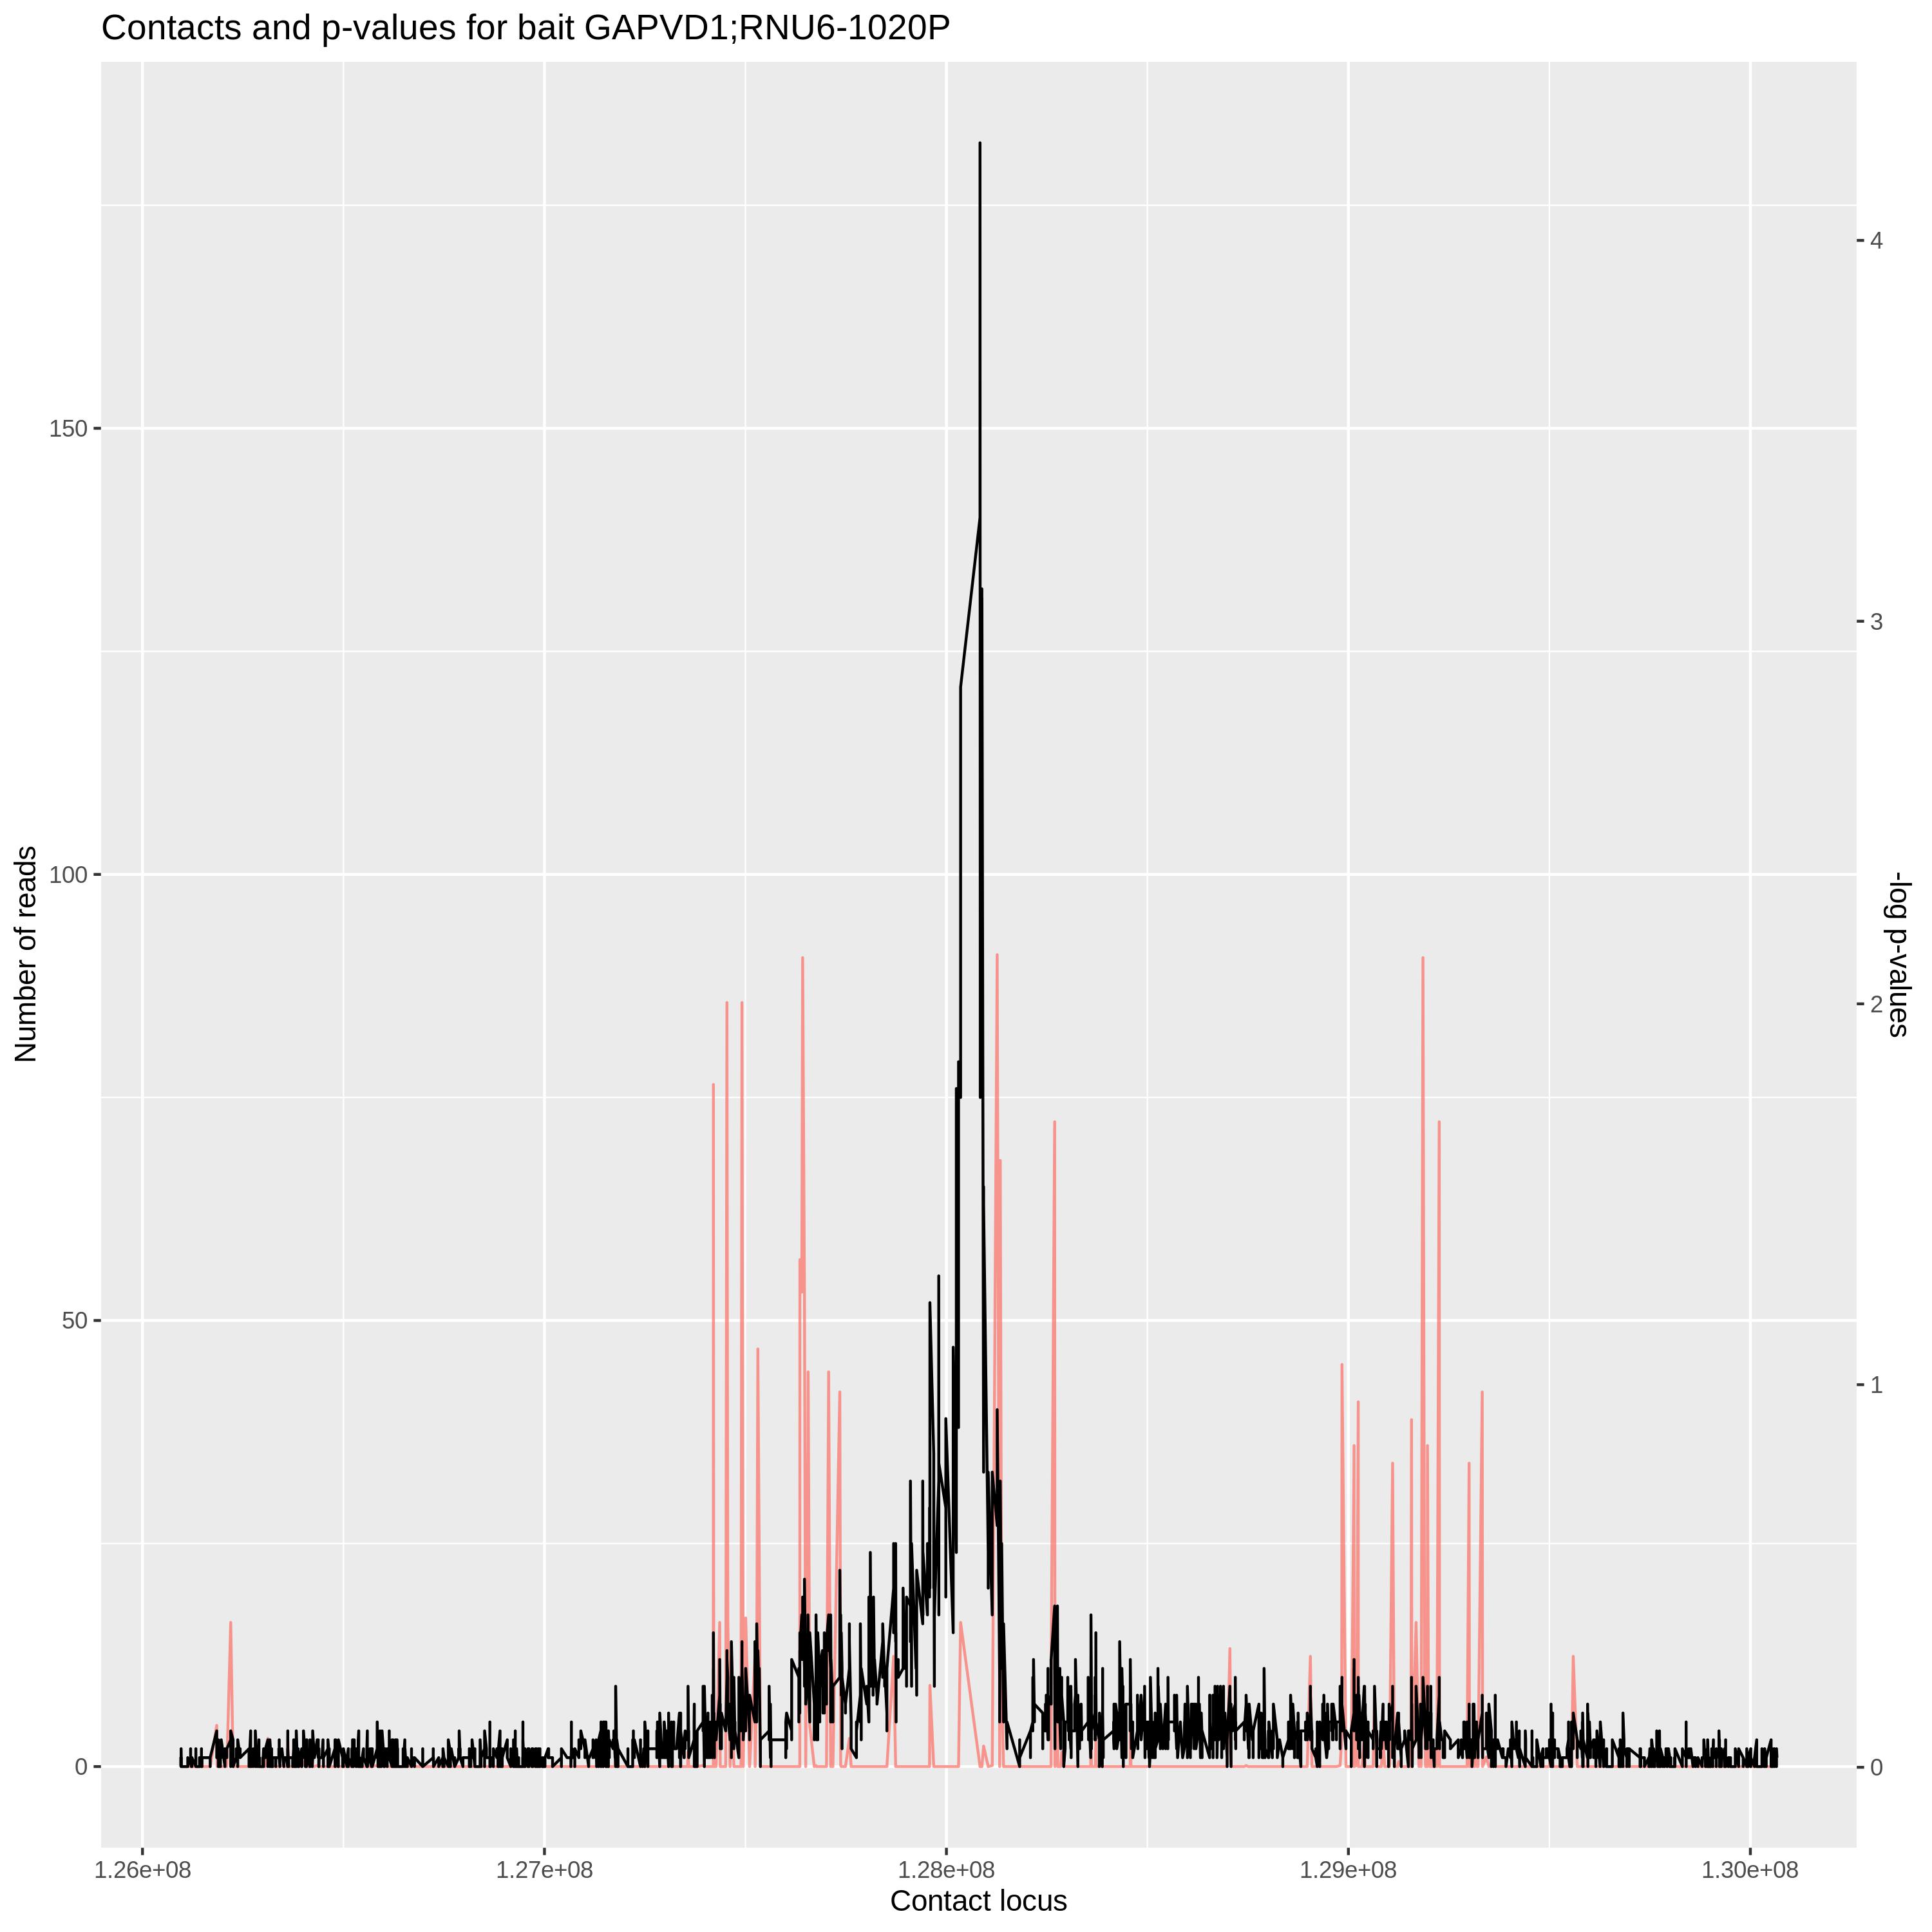 Contacts and p-values for bait GAPVD1;RNU6-1020P
150
100
50
0
Number of reads
4
3
2
1
0
-log p-values
1.26e+08 1.27e+08 1.28e+08 1.29e+08 1.30e+08
Contact locus